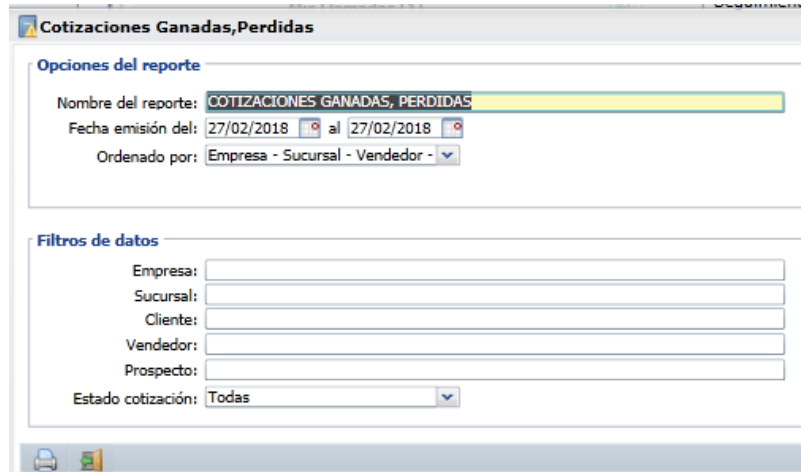 Cotizaciones Ganadas,Perdidas
Opciones del reporte
Nombre del reporte: COTIZACIONES GANADAS, PERDIDAS
Fecha emisión del: 27/02/2018 al 27/02/2018
Ordenado por: Empresa - Sucursal - Vendedor -
Filtros de datos
Empresa:
Sucursal:
Cliente:
Vendedor:
Prospecto:
Estado cotización: Todas